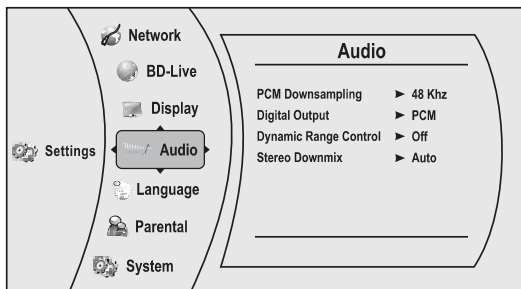 Settings
Network
BD-Live
Display
Audio
Language
Parental
System
Audio
PCM Downsampling ► 48 Khz
Digital Output ► PCM
Dynamic Range Control ► Off
Stereo Downmix ► Auto